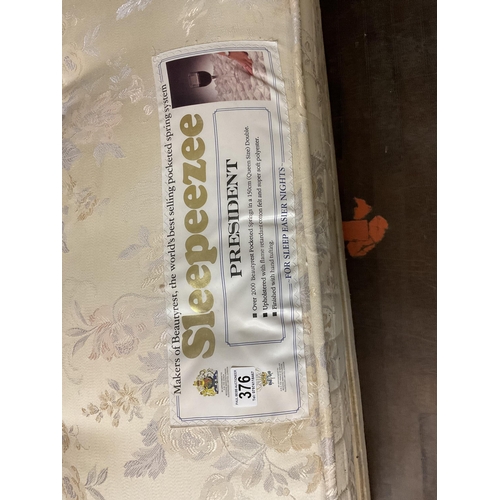 Makers of Beautyrest, the world's best selling pocketed spring system
Sleepeezee
PRESIDENT
■ Over 2000 Beautyrest Pocketed Springs in a 150cm (Queen Size) Double.
■ Upholstered with flame retardant cotton felt and super soft polyester.
■ Finished with hand tufting.
FOR SLEEP EASIER NIGHTS
376